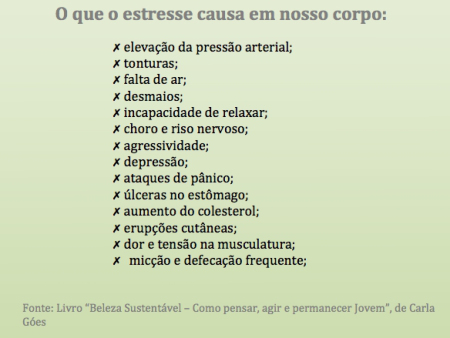 O que o estresse causa em nosso corpo:
✗ elevação da pressão arterial;
✗ tonturas;
✗ falta de ar;
✗ desmaios;
✗ incapacidade de relaxar;
✗ choro e riso nervoso;
✗ agressividade;
✗ depressão;
✗ ataques de pânico;
✗ úlceras no estômago;
✗ aumento do colesterol;
✗ erupções cutâneas;
✗ dor e tensão na musculatura;
✗ micção e defecação frequente;
Fonte: Livro "Beleza Sustentável – Como pensar, agir e permanecer Jovem", de Carla
Góes